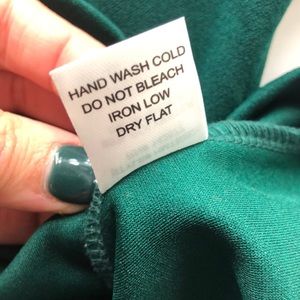 HAND WASH COLD
DO NOT BLEACH
IRON LOW
DRY FLAT